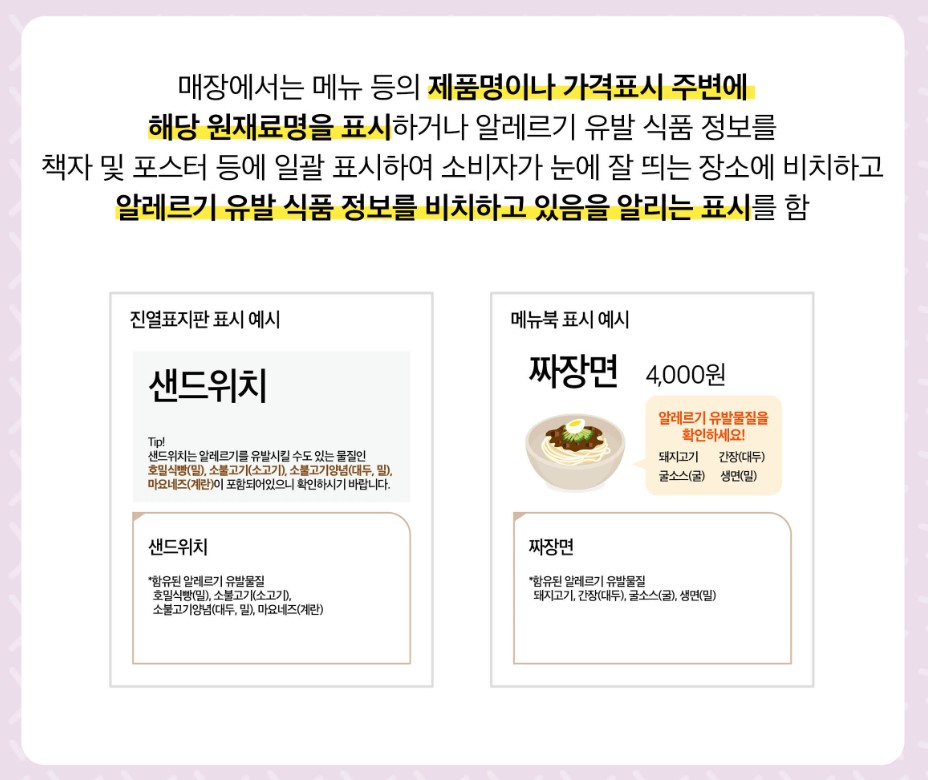 매장에서는 메뉴 등의 제품명이나 가격표시 주변에
해당 원재료명을 표시하거나 알레르기 유발 식품 정보를
책자 및 포스터 등에 일괄 표시하여 소비자가 눈에 잘 띄는 장소에 비치하고
알레르기 유발 식품 정보를 비치하고 있음을 알리는 표시를 함
진열표지판 표시 예시
샌드위치
Tip!
샌드위치는 알레르기를 유발시킬 수도 있는 물질인
호밀식빵(밀), 소불고기(소고기), 소불고기양념(대두, 밀),
마요네즈(계란)이 포함되어있으니 확인하시기 바랍니다.
샌드위치
*함유된 알레르기 유발물질
호밀식빵(밀), 소불고기(소고기),
소불고기양념(대두, 밀), 마요네즈(계란)
메뉴북 표시 예시
짜장면 4,000원
알레르기 유발물질을
확인하세요!
돼지고기 간장(대두)
굴소스(굴) 생면(밀)
짜장면
*함유된 알레르기 유발물질
돼지고기, 간장(대두), 굴소스(굴), 생면(밀)